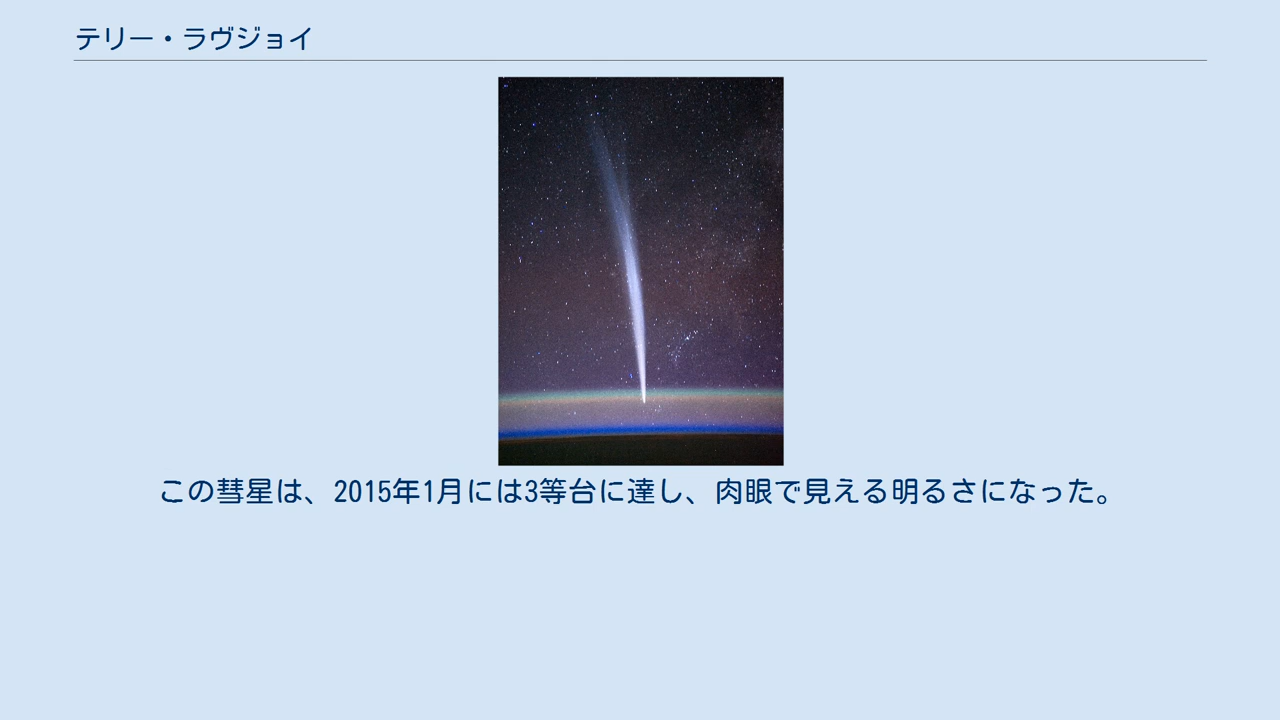 テリー・ラヴジョイ
この彗星は、2015年1月には3等台に達し、肉眼で見える明るさになった。